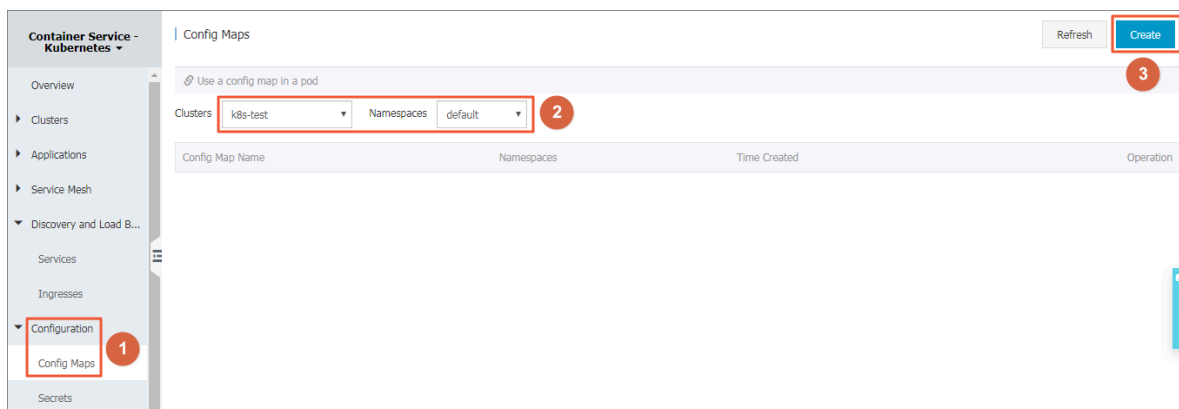 Container Service -
Kubernetes
Overview
Clusters
Applications
Service Mesh
Discovery and Load B...
Services
Ingresses
Configuration
Config Maps
1
Secrets
Config Maps
Refresh
Create
3
Use a config map in a pod
Clusters k8s-test Namespaces default 2
Config Map Name Namespaces Time Created Operation